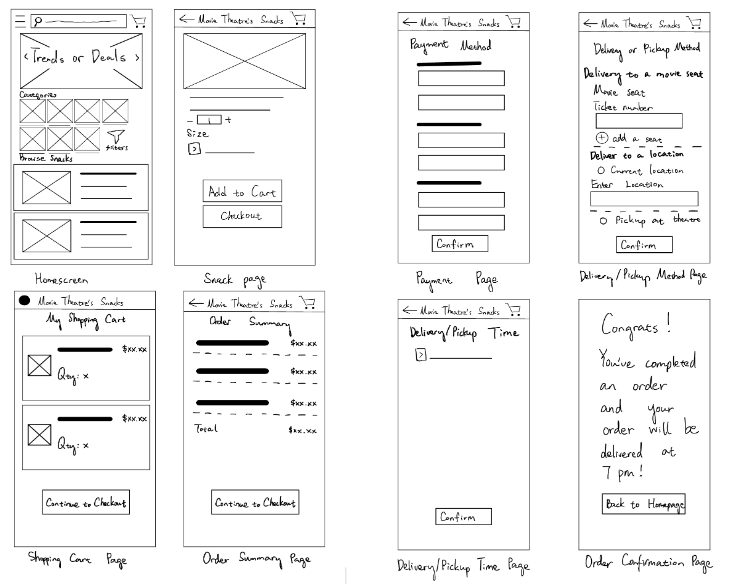 < Trends or Deals >
Categories
filters
Browse Snacks
Homescreen
Movie Theatre's Snacks
- 1 +
Size
>
Add to Cart
Checkout
Snack page
Movie Theatre's Snacks
Payment Method
Confirm
Payment Page
Movie Theatre's Snacks
Delivery or Pickup Method
Delivery to a movie seat
Movie seat
Ticket number
+ add a seat
Deliver to a location
Current location
Enter Location
Pickup at theatre
Confirm
Delivery/Pickup Method Page
Movie Theatre's Snacks
My Shopping Cart
$xx.xx
Qty: x
$xx.xx
Qty: x
Continue to Checkout
Shopping Cart Page
Movie Theatre's Snacks
Order Summary
$xx.xx
$xx.xx
$xx.xx
Total $xx.xx
Continue to Checkout
Order Summary Page
Movie Theatre's Snacks
Delivery/Pickup Time
>
Confirm
Delivery/Pickup Time Page
Congrats!
You've completed
an order
and your
order will be
delivered at
7 pm!
Back to Homepage
Order Confirmation Page